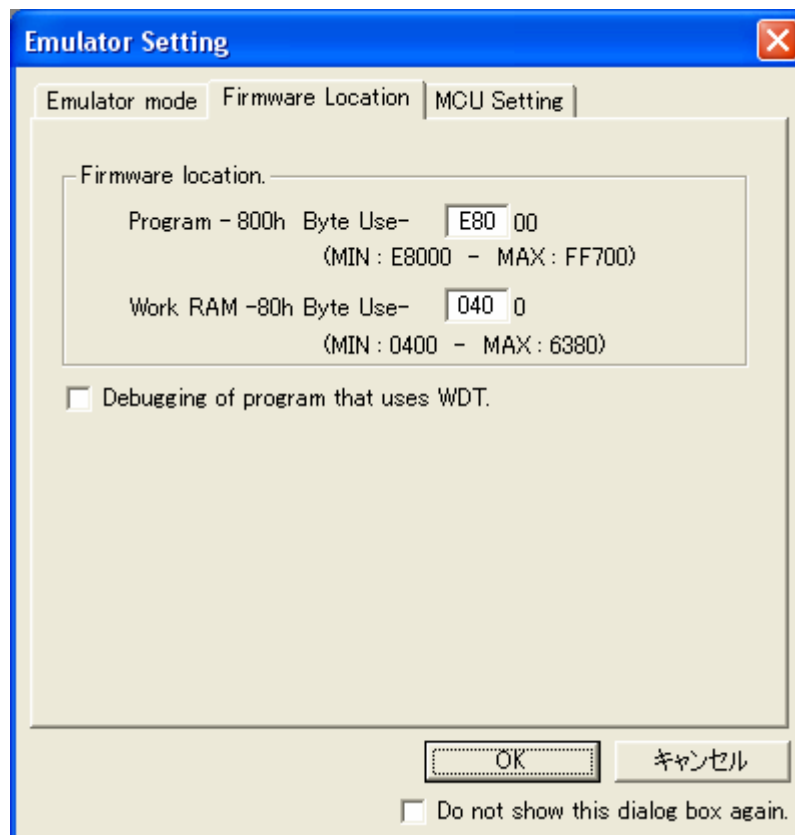 Emulator Setting
Emulator mode Firmware Location MCU Setting
Firmware location.
Program - 800h Byte Use- E80 00
(MIN : E8000 - MAX : FF700)
Work RAM -80h Byte Use- 040 0
(MIN : 0400 - MAX : 6380)
Debugging of program that uses WDT.
OK キャンセル
Do not show this dialog box again.